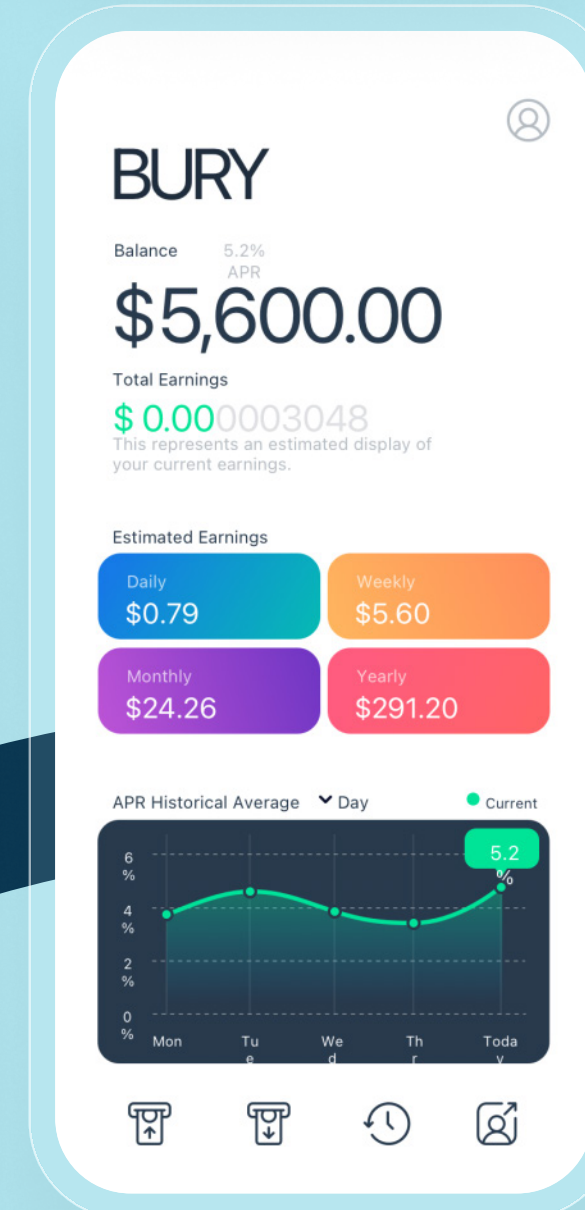 BURY
Balance 5.2%
APR
$5,600.00
Total Earnings
$ 0.000003048
This represents an estimated display of
your current earnings.
Estimated Earnings
Daily
$0.79
Weekly
$5.60
Monthly
$24.26
Yearly
$291.20
APR Historical Average Day Current
5.2
%
6
%
4
%
2
%
0
%
Mon
Tu
e
We
d
Th
r
Toda
y